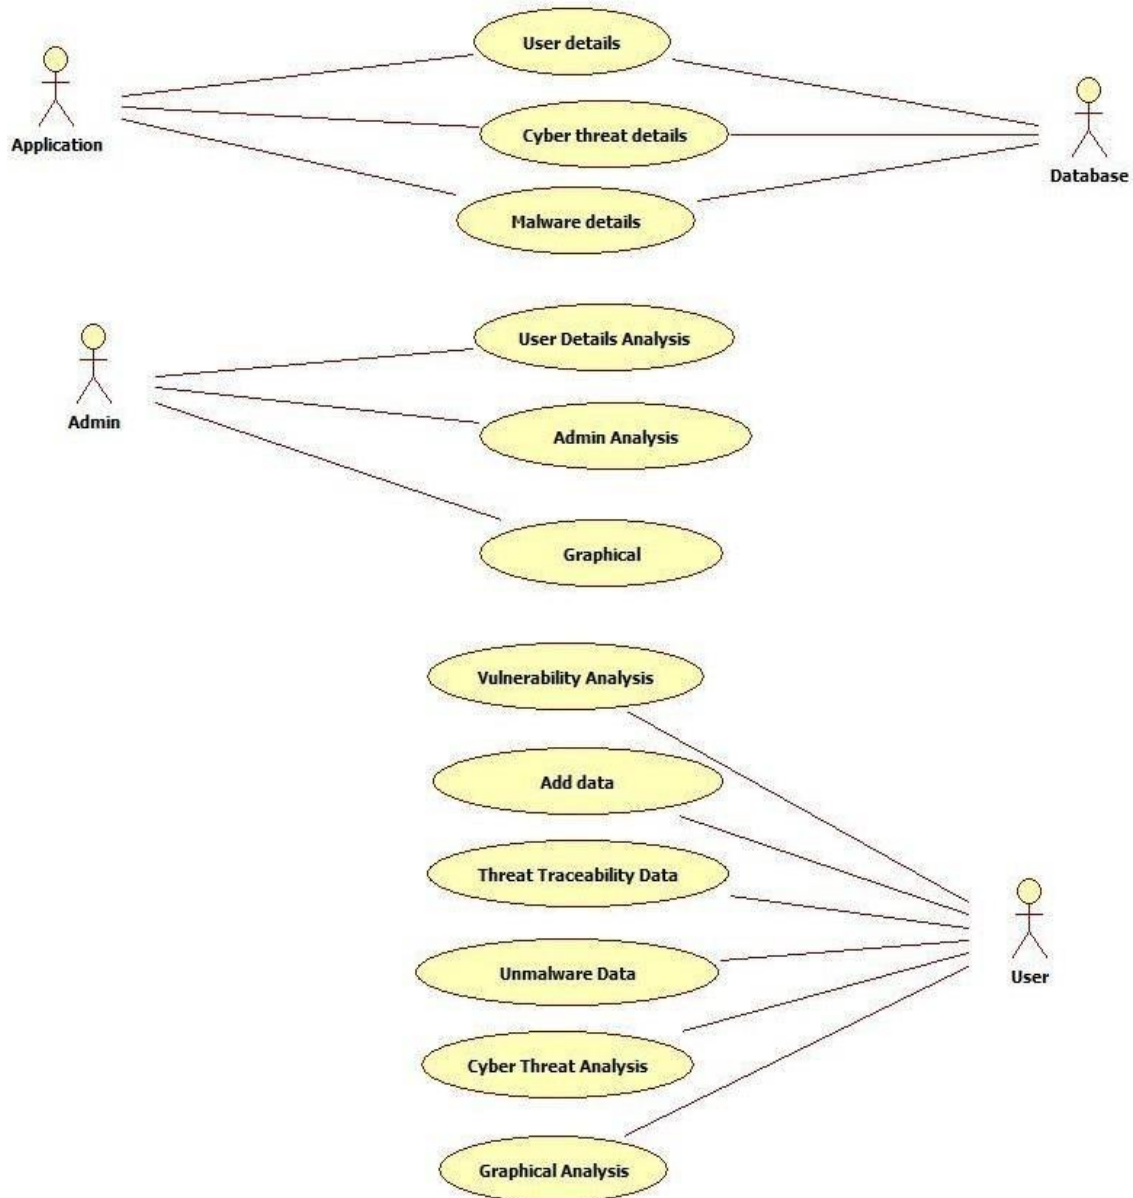 User details
Application
Cyber threat details
Database
Malware details
User Details Analysis
Admin
Admin Analysis
Graphical
Vulnerability Analysis
Add data
Threat Traceability Data
Unmalware Data
User
Cyber Threat Analysis
Graphical Analysis